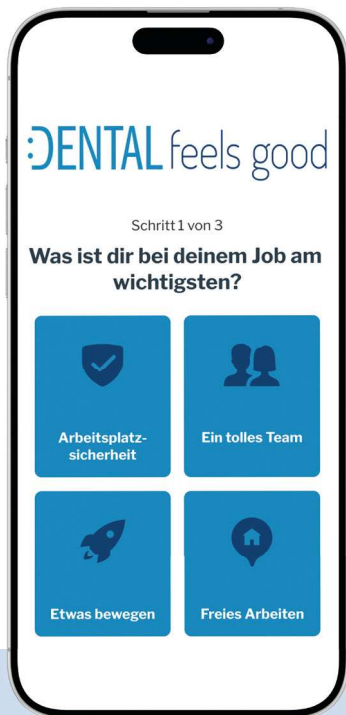 :DENTAL feels good
Schritt 1 von 3
Was ist dir bei deinem Job am
wichtigsten?
Arbeitsplatz-
sicherheit
Ein tolles Team
Etwas bewegen
Freies Arbeiten